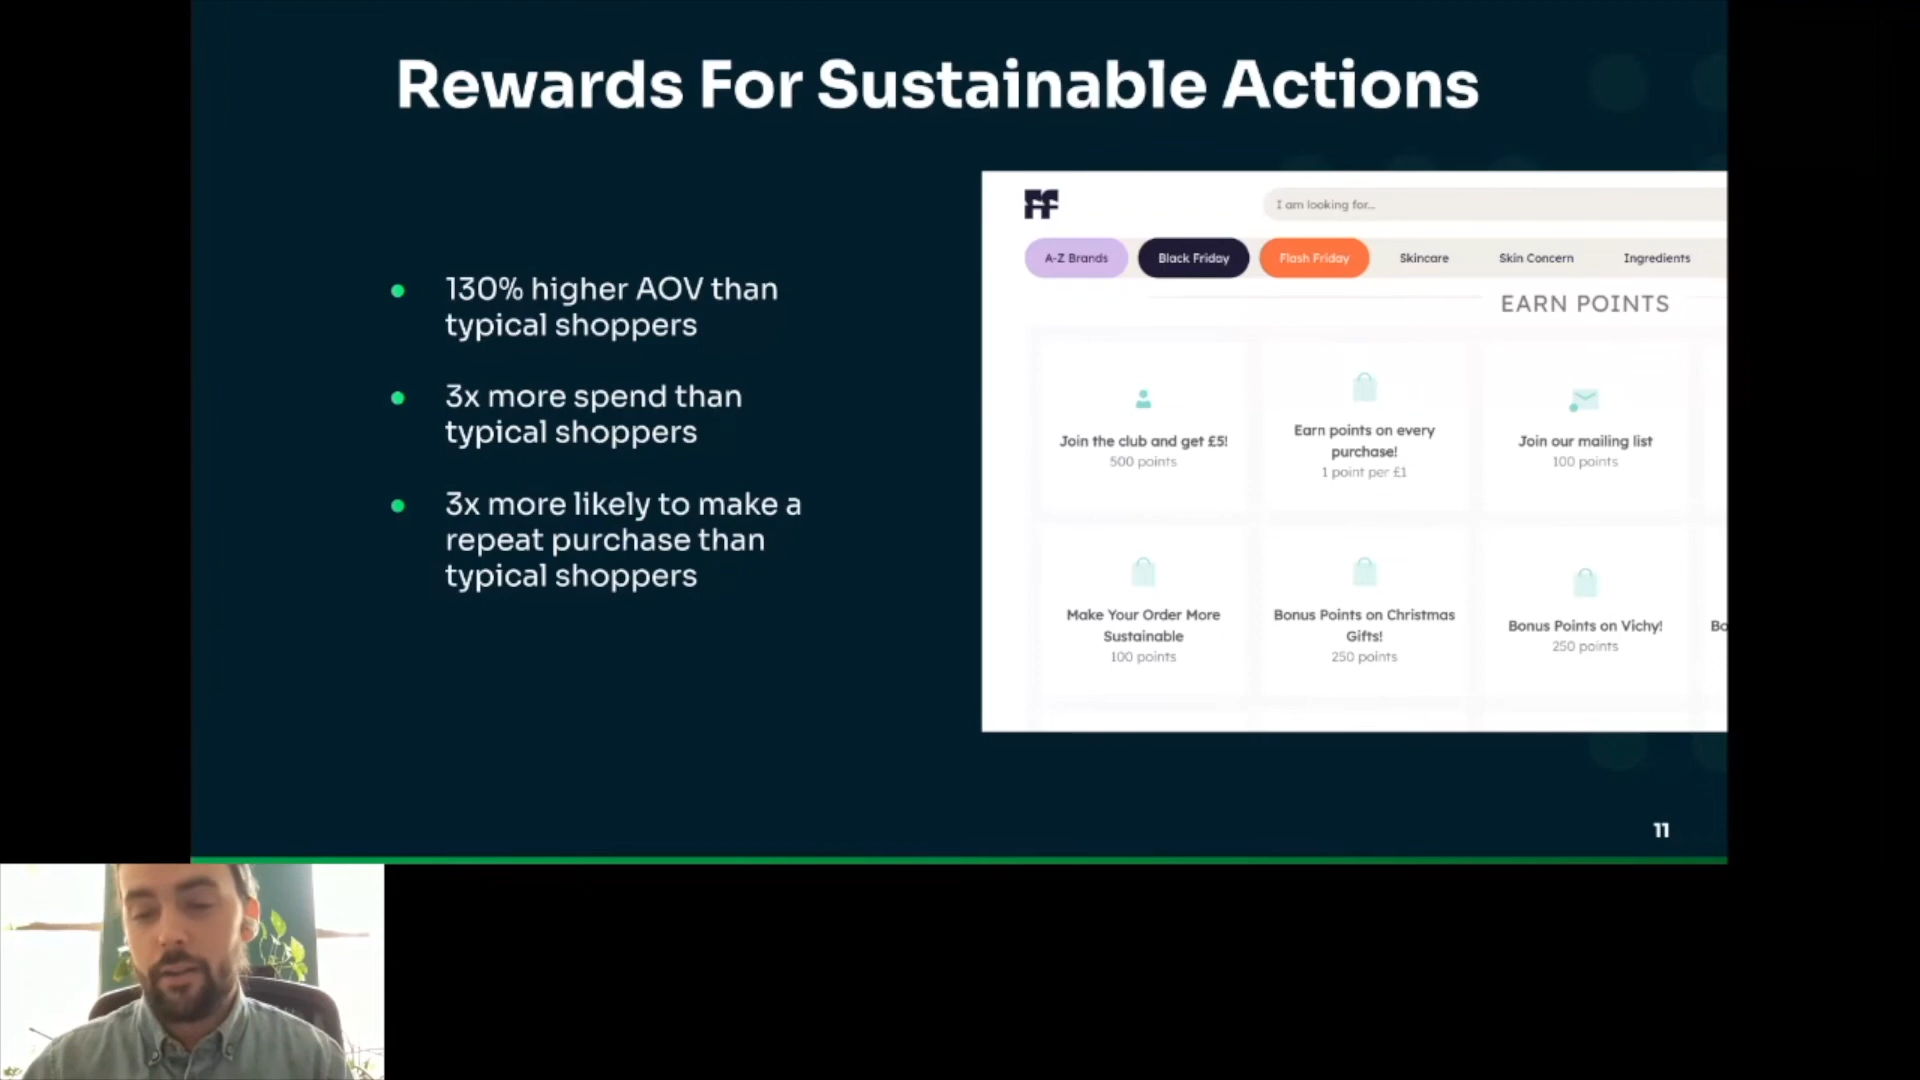 Rewards For Sustainable Actions
130% higher AOV than
typical shoppers
3x more spend than
typical shoppers
3x more likely to make a
repeat purchase than
typical shoppers
FF
I am looking for...
A-Z Brands
Black Friday
Flash Friday
Skincare
Skin Concern
Ingredients
EARN POINTS
Join the club and get £5!
500 points
Earn points on every
purchase!
1 point per £1
Join our mailing list
100 points
Make Your Order More
Sustainable
100 points
Bonus Points on Christmas
Gifts!
250 points
Bonus Points on Vichy!
250 points
Bo
11